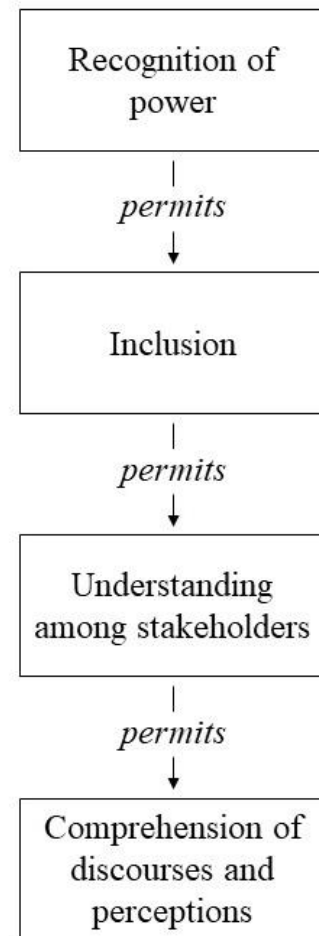 Recognition of
power
permits
Inclusion
permits
Understanding
among stakeholders
permits
Comprehension of
discourses and
perceptions